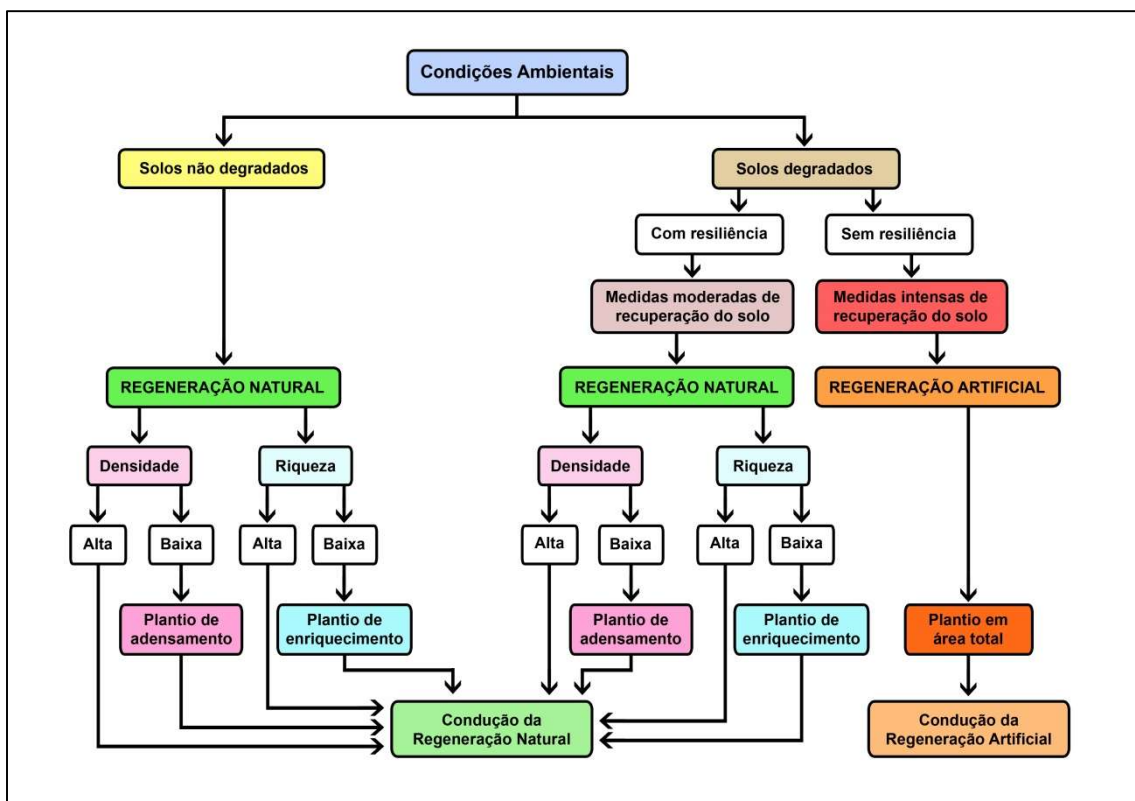 Condições Ambientais
Solos não degradados
Solos degradados
Com resiliência
Sem resiliência
Medidas moderadas de
recuperação do solo
Medidas intensas de
recuperação do solo
REGENERAÇÃO NATURAL
REGENERAÇÃO NATURAL
REGENERAÇÃO ARTIFICIAL
Densidade
Riqueza
Densidade
Riqueza
Alta
Baixa
Alta
Baixa
Alta
Baixa
Alta
Baixa
Plantio de
adensamento
Plantio de
enriquecimento
Plantio de
adensamento
Plantio de
enriquecimento
Plantio em
área total
Condução da
Regeneração Natural
Condução da
Regeneração Artificial